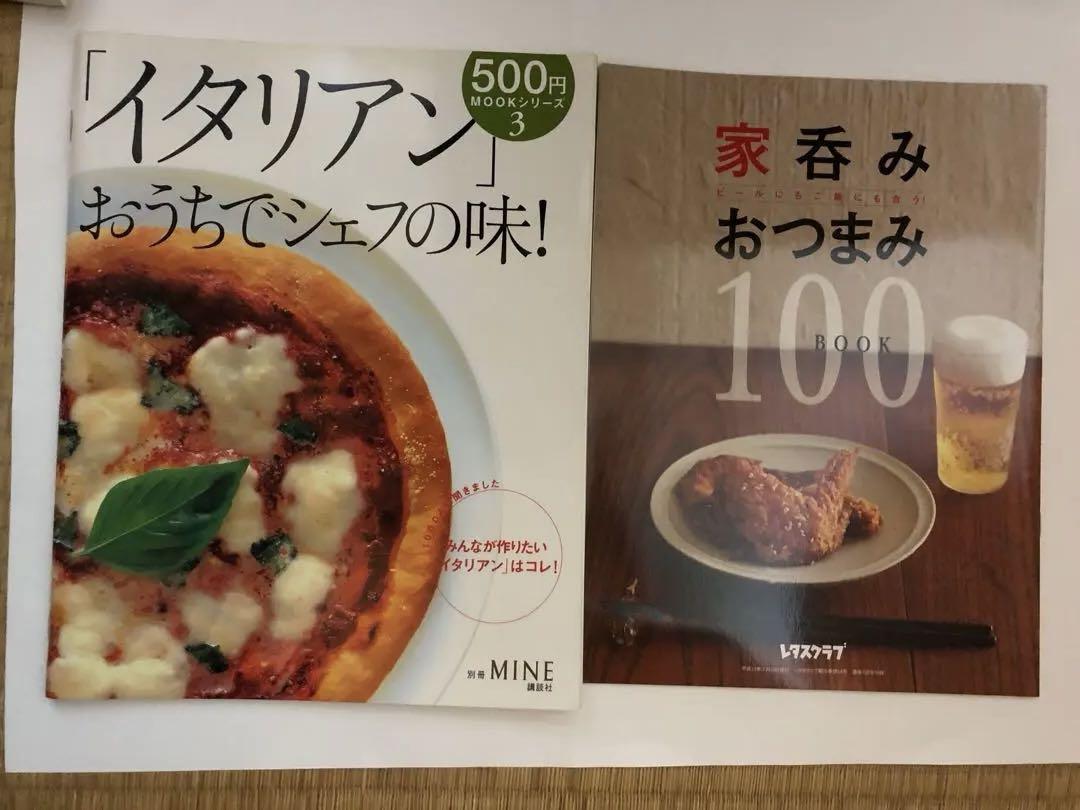 「イタリアン」
500円
MOOKシリーズ
3
おうちでシェフの味!
聞きました
みんなが作りたい
イタリアン」はコレ!
別冊 MINE
講談社
家呑み
ビールにもご飯にも合う!
おつまみ
100
BOOK
レタスクラブ